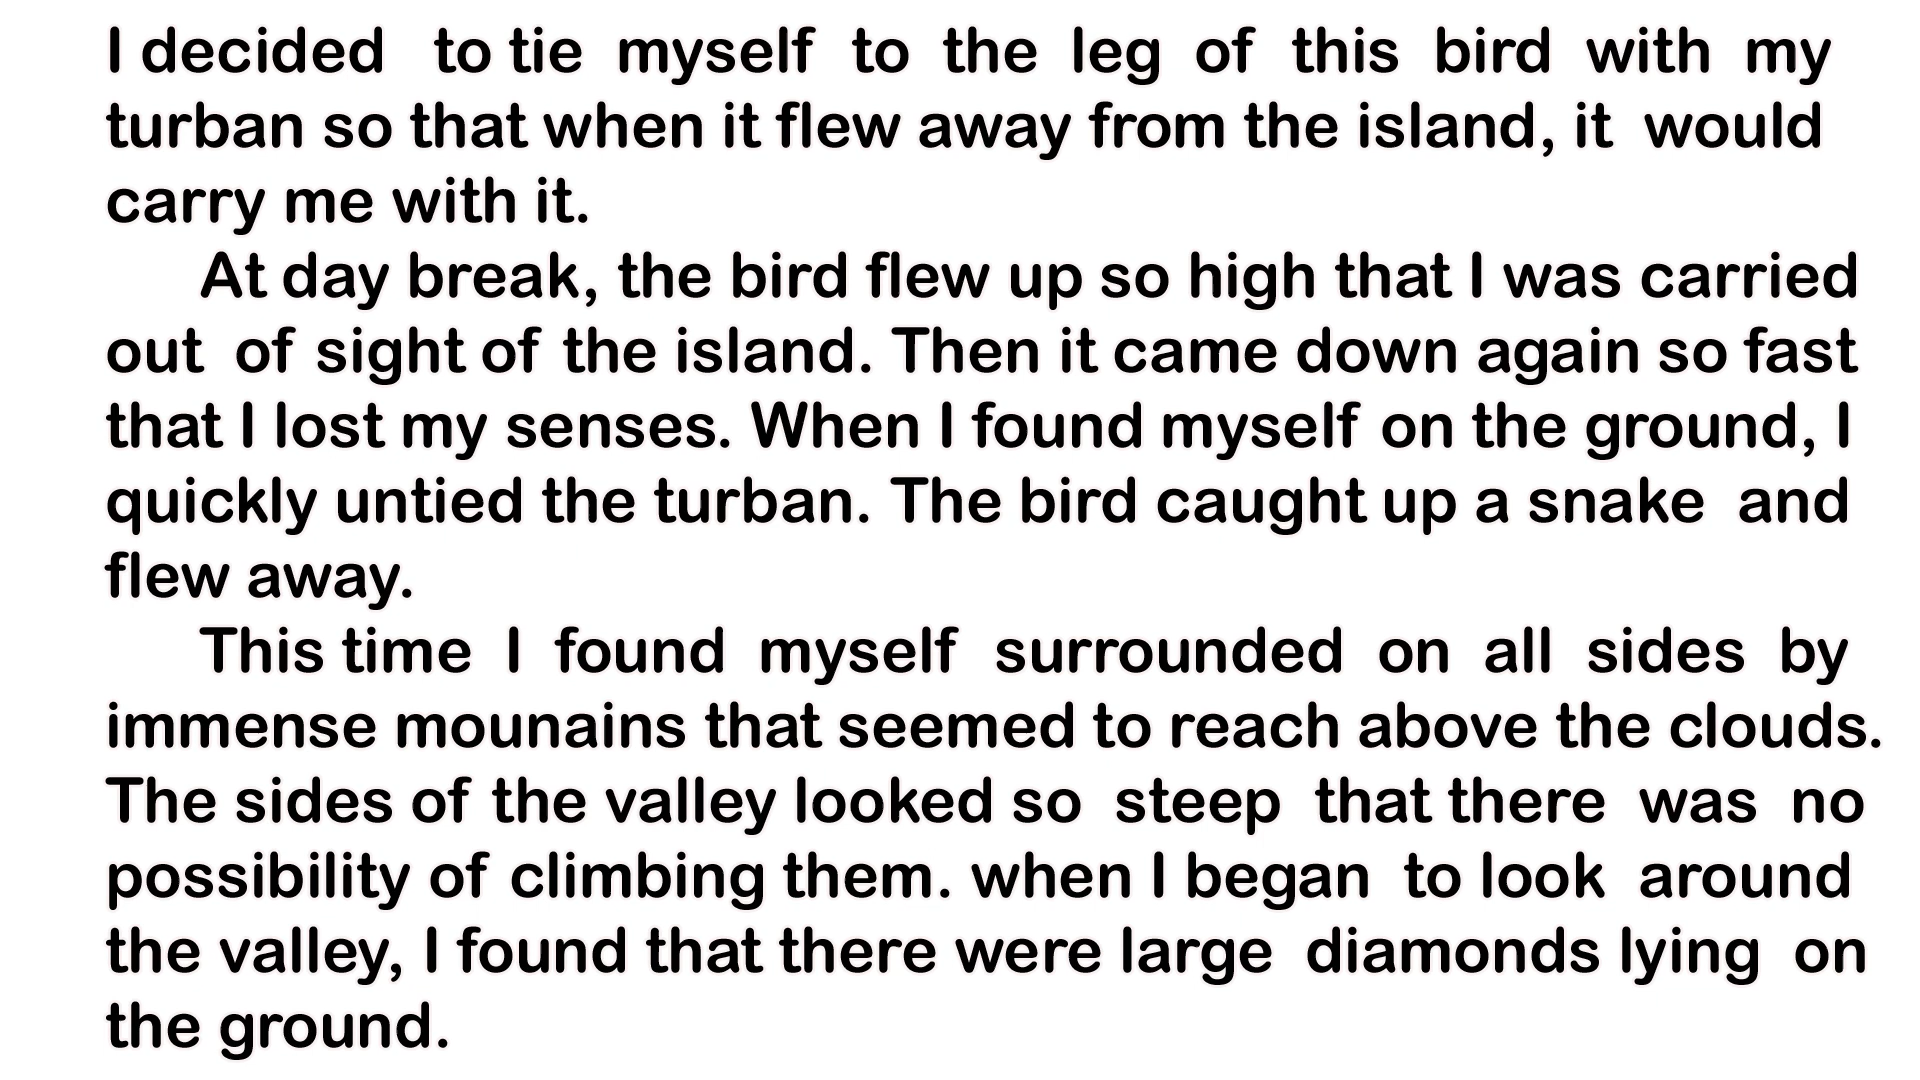 I decided to tie myself to the leg of this bird with my
turban so that when it flew away from the island, it would
carry me with it.
At day break, the bird flew up so high that I was carried
out of sight of the island. Then it came down again so fast
that I lost my senses. When I found myself on the ground, I
quickly untied the turban. The bird caught up a snake and
flew away.
This time I found myself surrounded on all sides by
immense mounains that seemed to reach above the clouds.
The sides of the valley looked so steep that there was no
possibility of climbing them. when I began to look around
the valley, I found that there were large diamonds lying on
the ground.